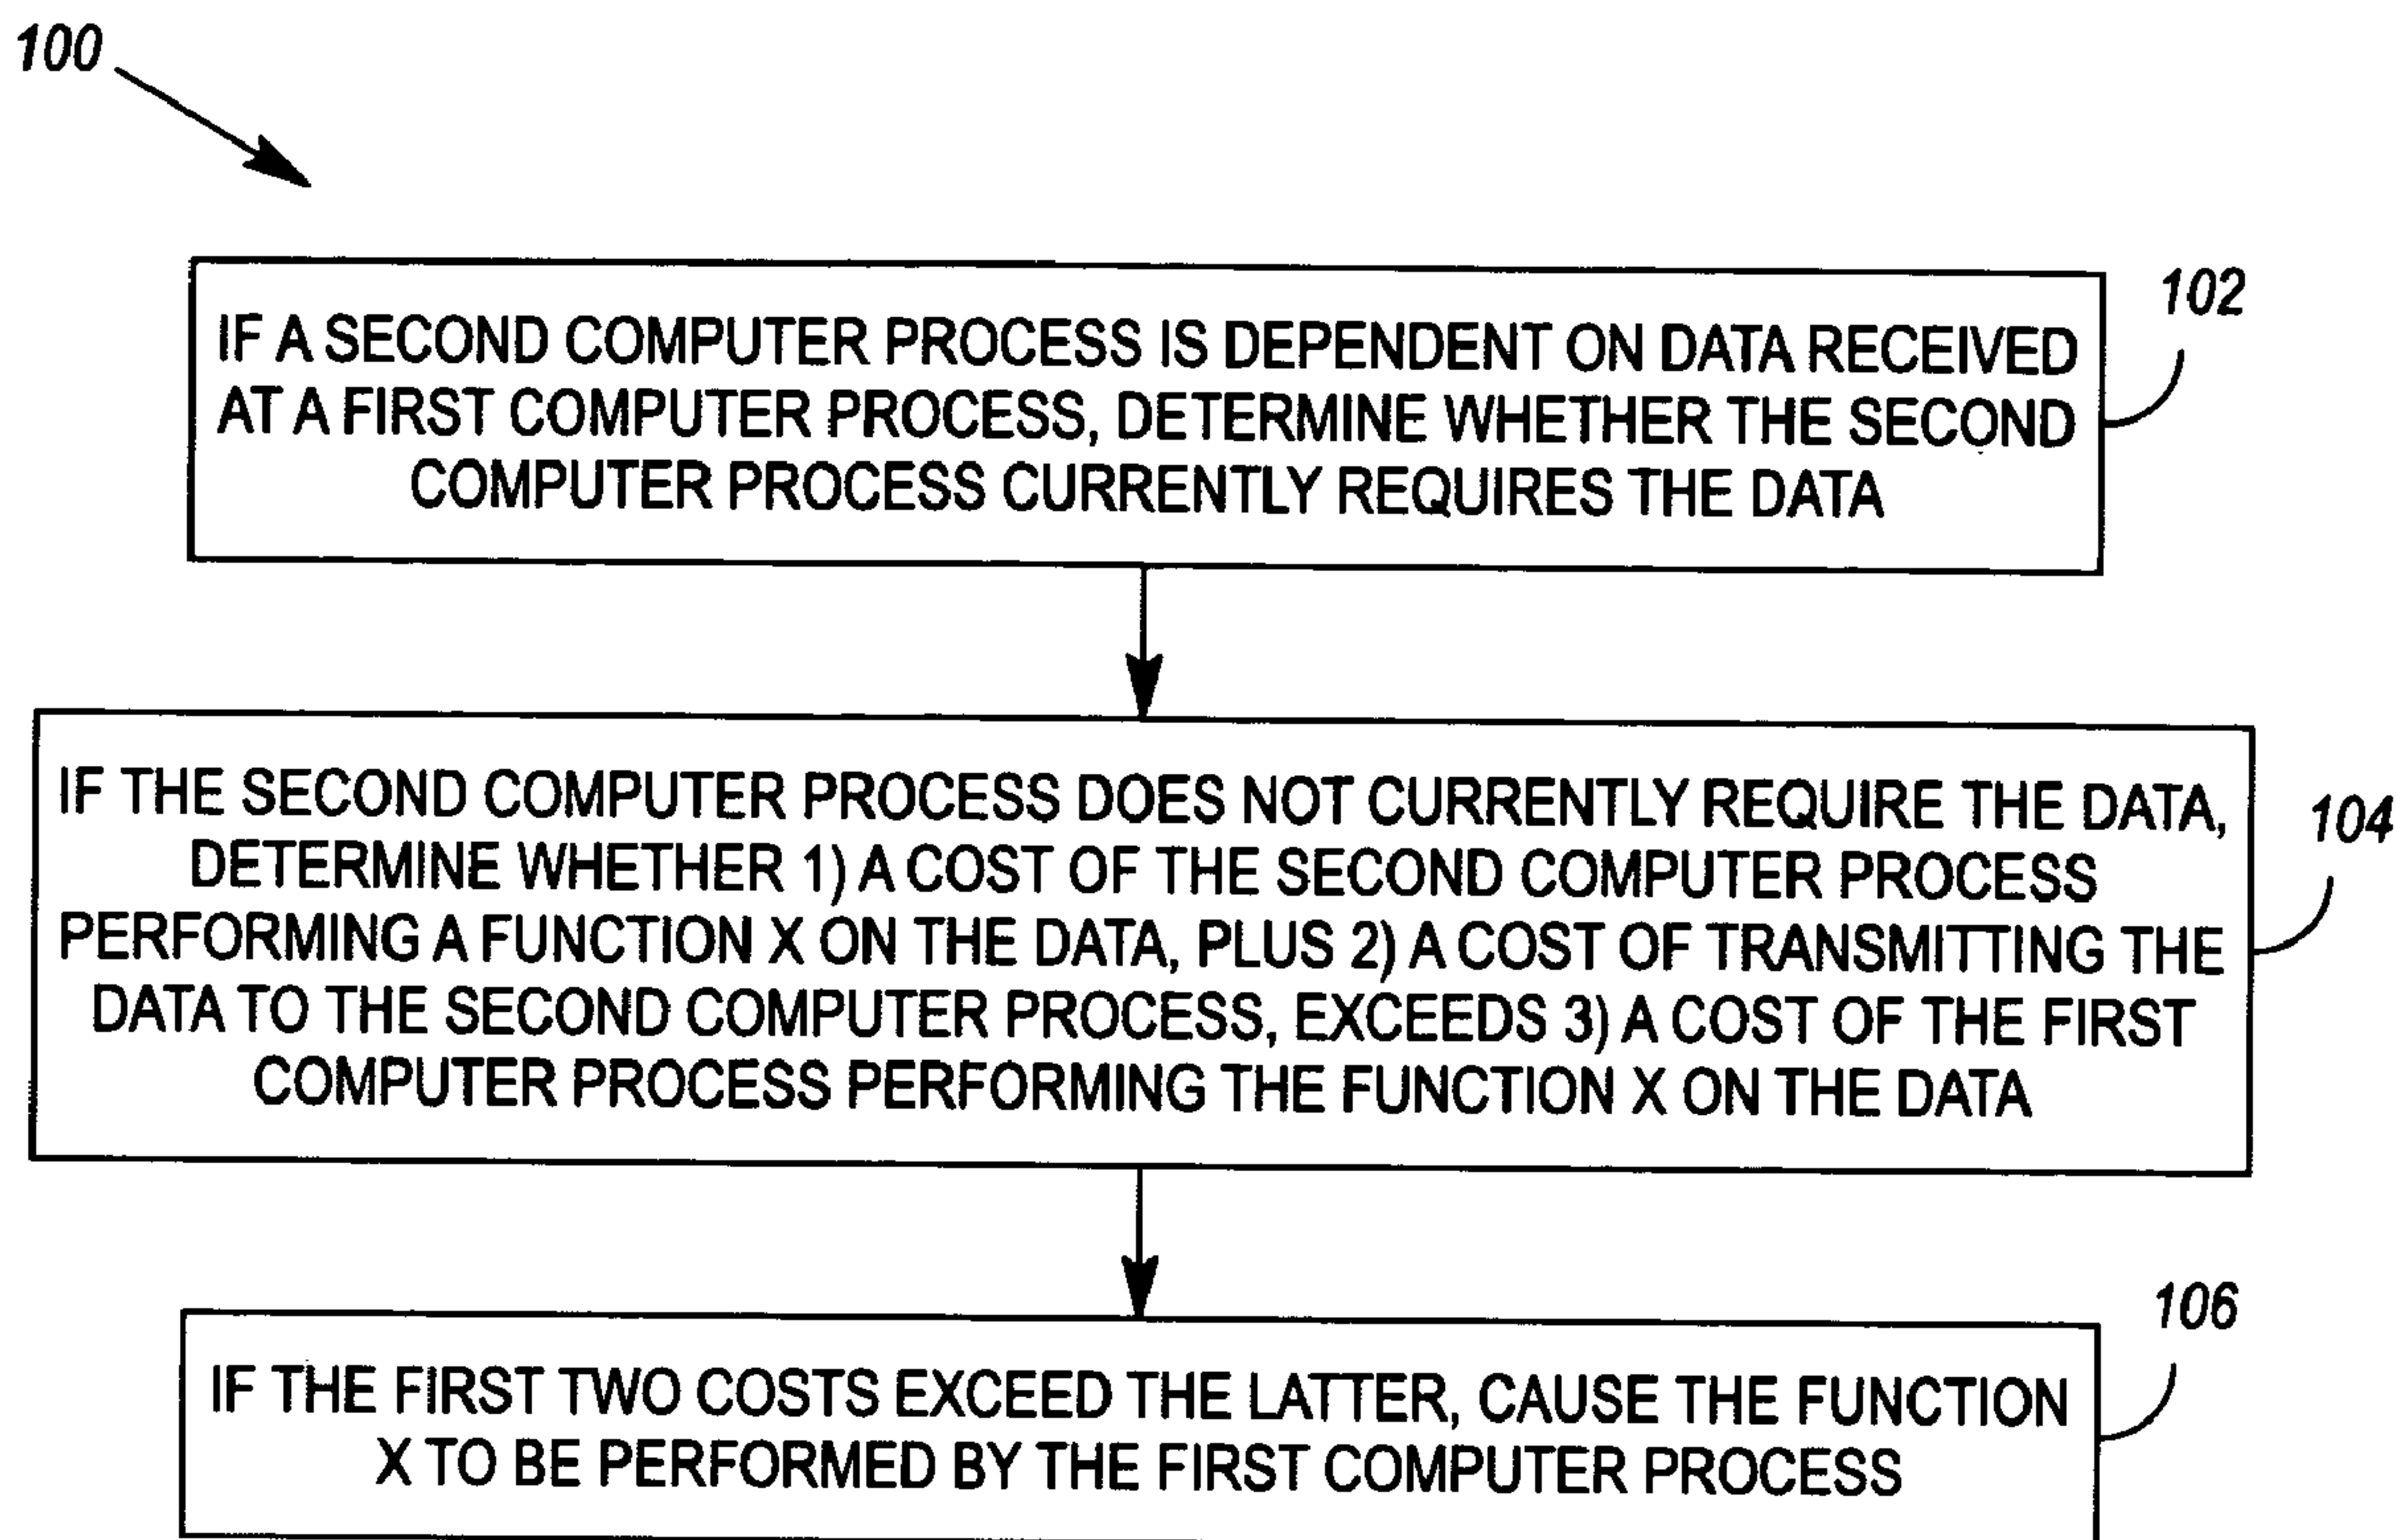 100
102
IF A SECOND COMPUTER PROCESS IS DEPENDENT ON DATA RECEIVED
AT A FIRST COMPUTER PROCESS, DETERMINE WHETHER THE SECOND
COMPUTER PROCESS CURRENTLY REQUIRES THE DATA
104
IF THE SECOND COMPUTER PROCESS DOES NOT CURRENTLY REQUIRE THE DATA,
DETERMINE WHETHER 1) A COST OF THE SECOND COMPUTER PROCESS
PERFORMING A FUNCTION X ON THE DATA, PLUS 2) A COST OF TRANSMITTING THE
DATA TO THE SECOND COMPUTER PROCESS, EXCEEDS 3) A COST OF THE FIRST
COMPUTER PROCESS PERFORMING THE FUNCTION X ON THE DATA
106
IF THE FIRST TWO COSTS EXCEED THE LATTER, CAUSE THE FUNCTION
X TO BE PERFORMED BY THE FIRST COMPUTER PROCESS